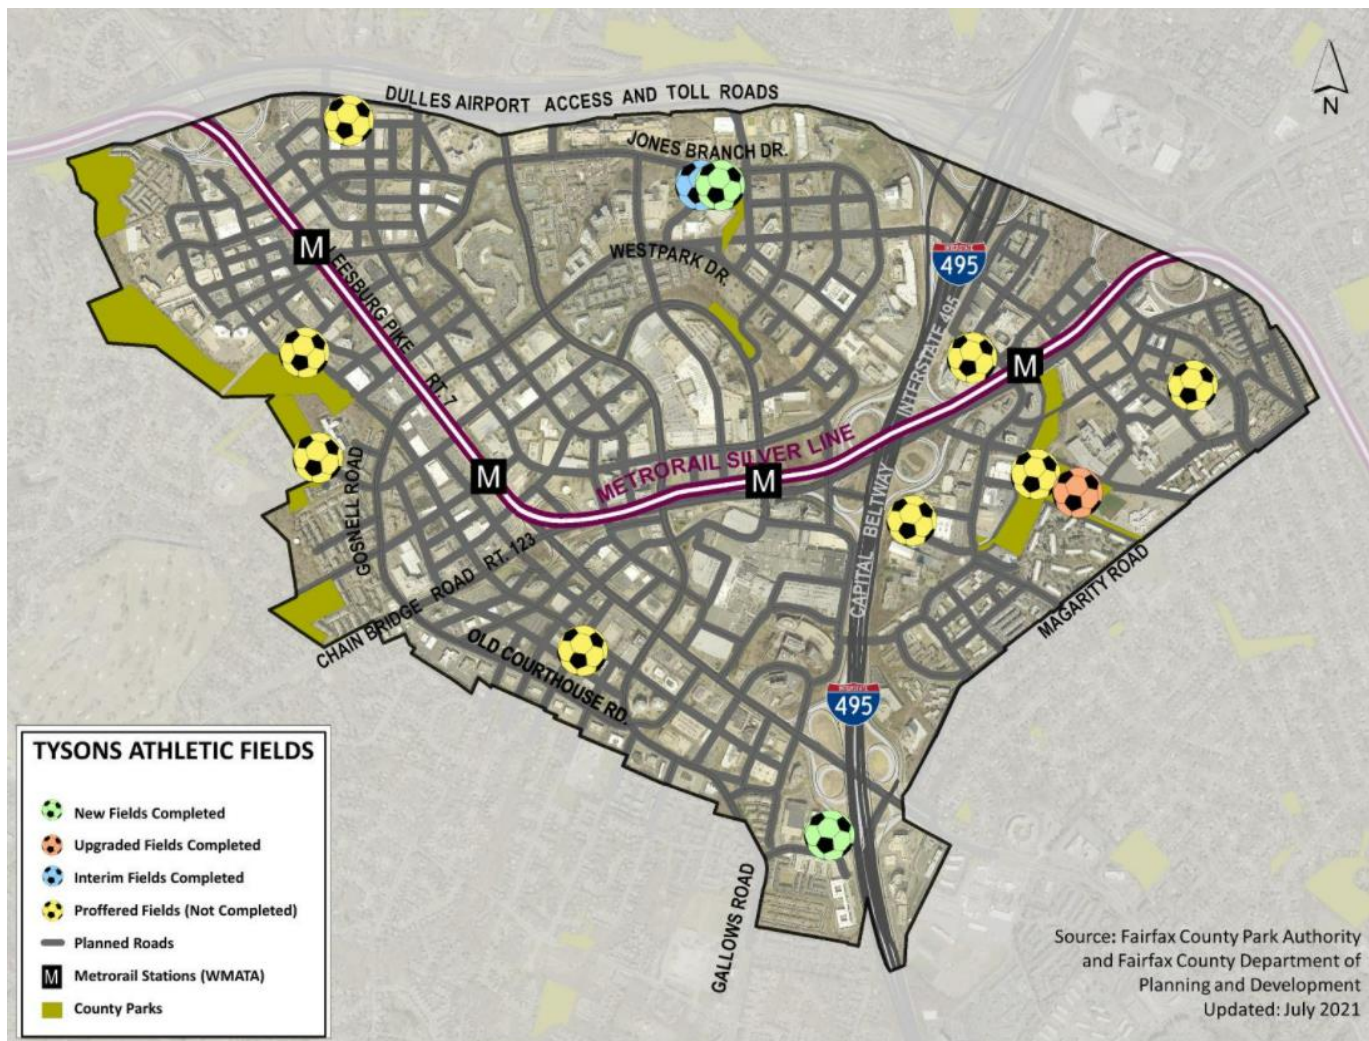 DULLES AIRPORT ACCESS AND TOLL ROADS
N
JONES BRANCH DR.
WESTPARK DR.
M
LEESBURG PIKE RT. 7
INTERSTATE
495
INTERSTATE 495
M
METRORAIL SILVER LINE
M
M
GOSNELL ROAD
CAPITAL BELTWAY
CHAIN BRIDGE ROAD RT. 123
MAGARITY ROAD
OLD COURTHOUSE RD.
INTERSTATE
495
GALLOWS ROAD
TYSONS ATHLETIC FIELDS
New Fields Completed
Upgraded Fields Completed
Interim Fields Completed
Proffered Fields (Not Completed)
Planned Roads
M Metrorail Stations (WMATA)
County Parks
Source: Fairfax County Park Authority
and Fairfax County Department of
Planning and Development
Updated: July 2021